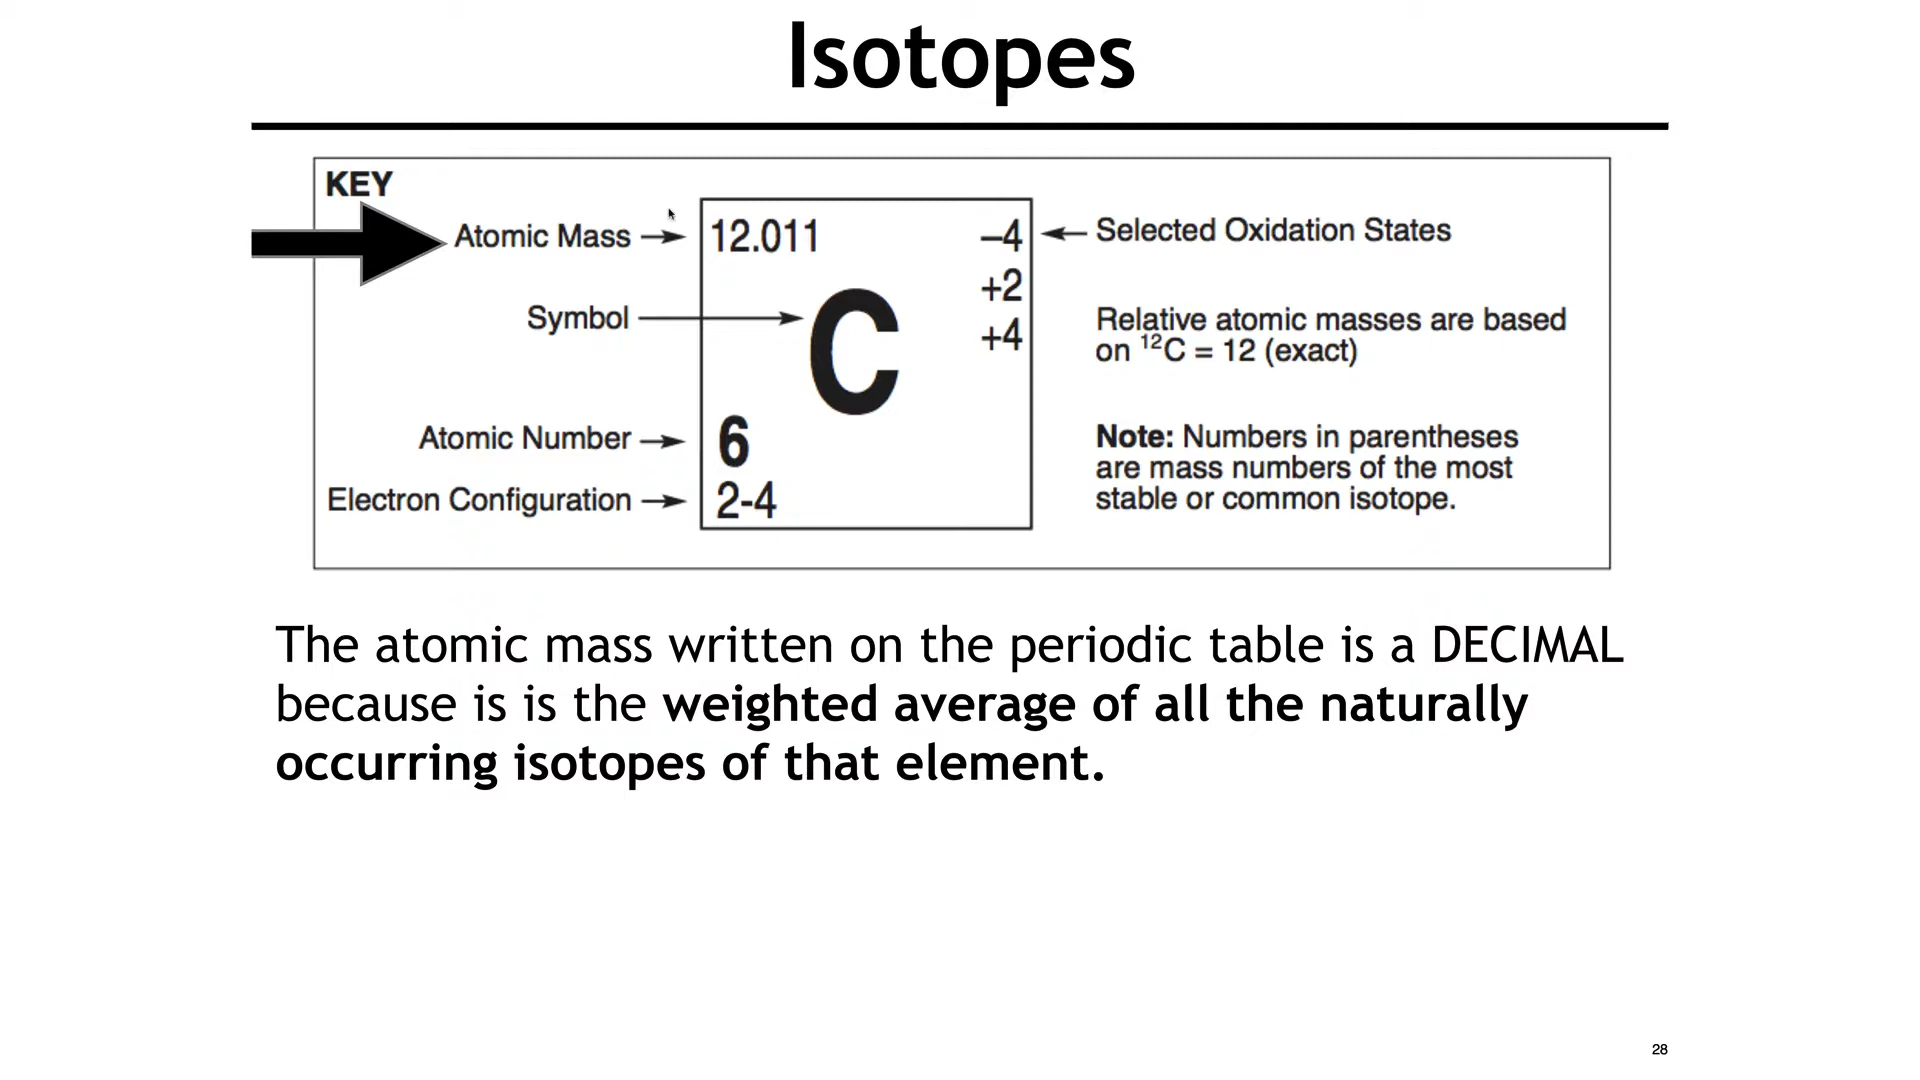 Isotopes
KEY
Atomic Mass
12.011
–4
Selected Oxidation States
+2
Symbol
C
+4
Relative atomic masses are based
on ¹²C = 12 (exact)
Atomic Number
6
Note: Numbers in parentheses
are mass numbers of the most
stable or common isotope.
Electron Configuration
2-4
The atomic mass written on the periodic table is a DECIMAL
because is is the weighted average of all the naturally
occurring isotopes of that element.
28